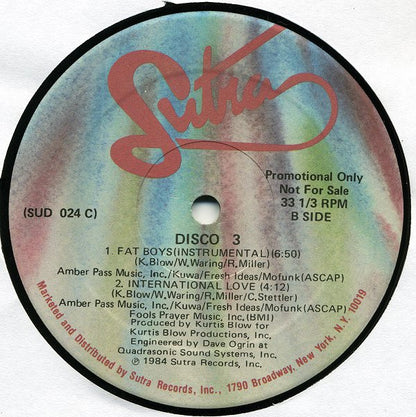 Sutra
Promotional Only
Not For Sale
33 1/3 RPM
B SIDE
(SUD 024 C)
DISCO 3
1. FAT BOYS(INSTRUMENTAL)(6:50)
(K.Blow/W.Waring/R.Miller)
Amber Pass Music, Inc./Kuwa/Fresh Ideas/Mofunk(ASCAP)
2. INTERNATIONAL LOVE (4:12)
(K.Blow/W.Waring/R.Miller/C.Stettler)
Amber Pass Music, Inc./Kuwa/Fresh Ideas/Mofunk(ASCAP)
Fools Prayer Music, Inc.(BMI)
Produced by Kurtis Blow for
Kurtis Blow Productions, Inc.
Engineered by Dave Ogrin at
Quadrasonic Sound Systems, Inc.
℗ 1984 Sutra Records, Inc.
Marketed and Distributed by Sutra Records, Inc., 1790 Broadway, New York, N.Y. 10019